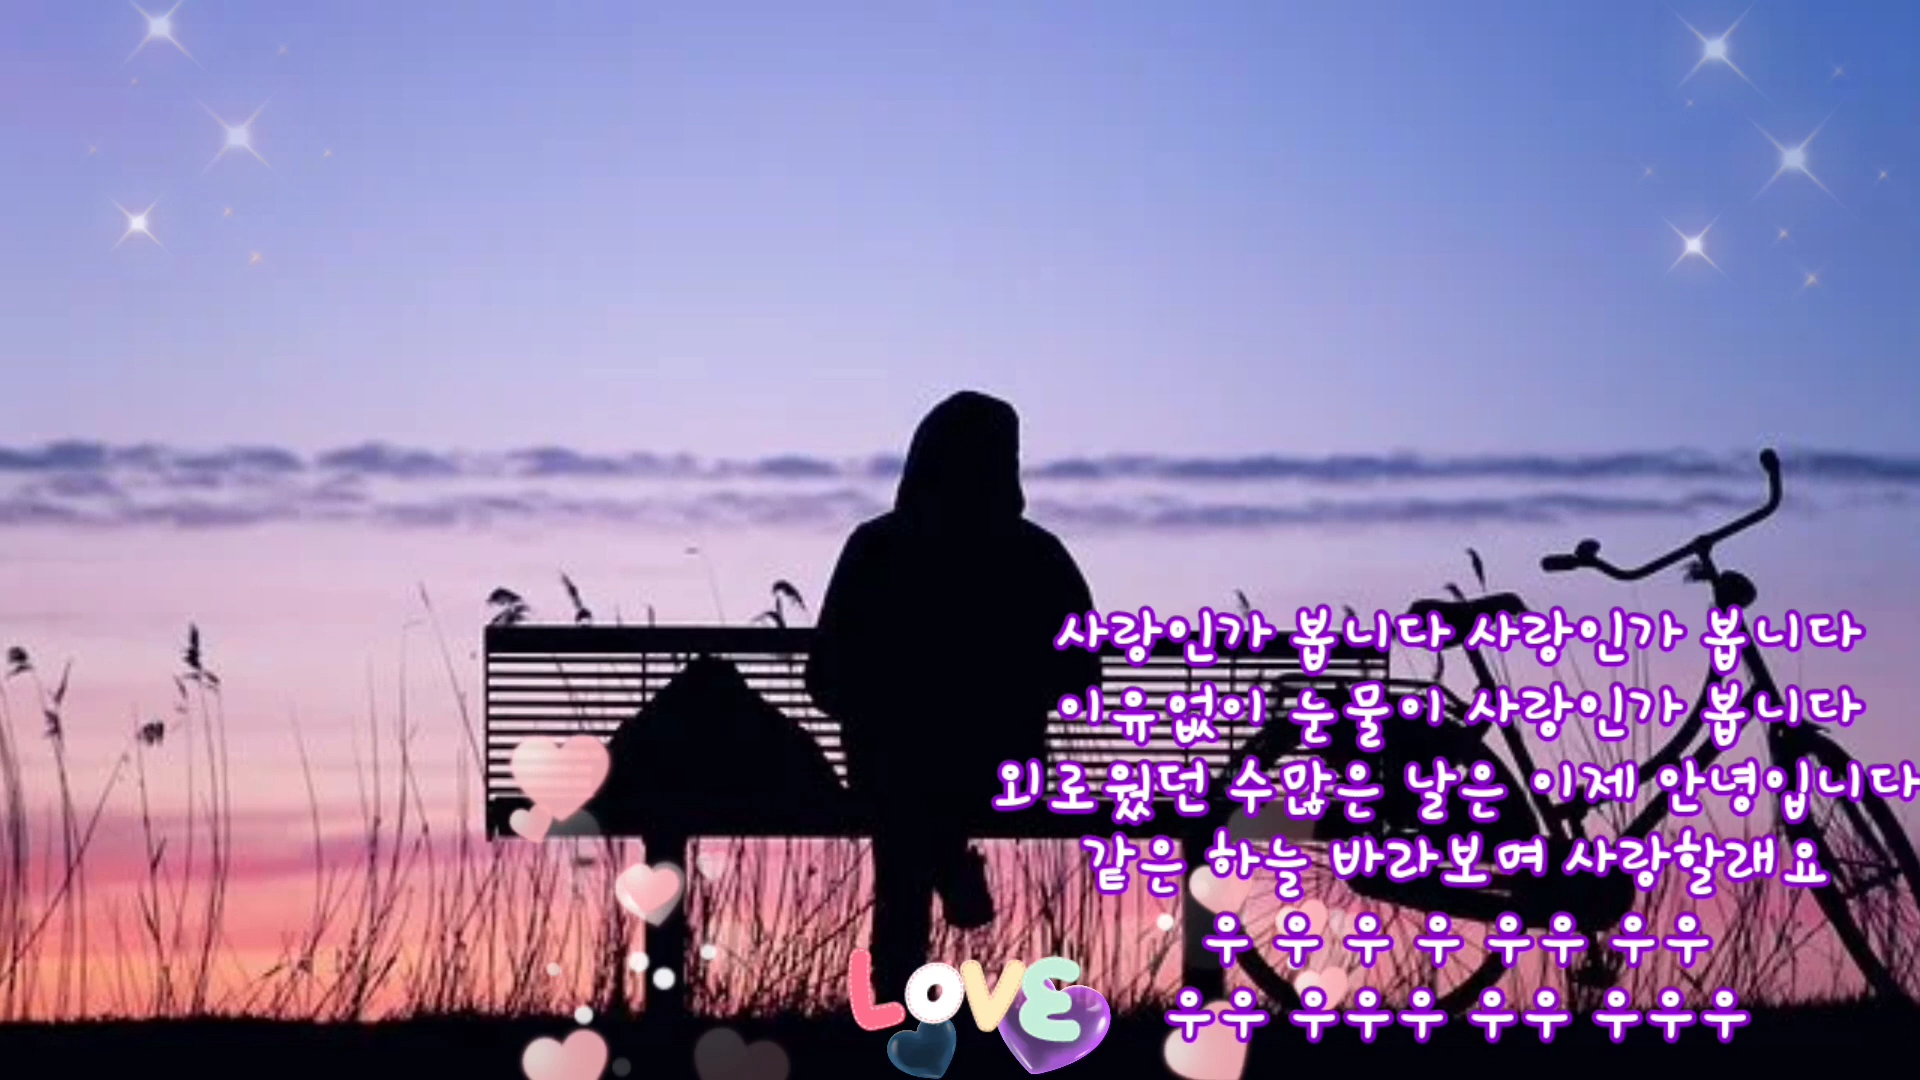 사랑인가 봅니다 사랑인가 봅니다
이유없이 눈물이 사랑인가 봅니다
외로웠던 수많은 날은 이제 안녕입니다
같은 하늘 바라보며 사랑할래요
우 우 우 우 우우 우우
우우 우우우 우우 우우우
LOVE